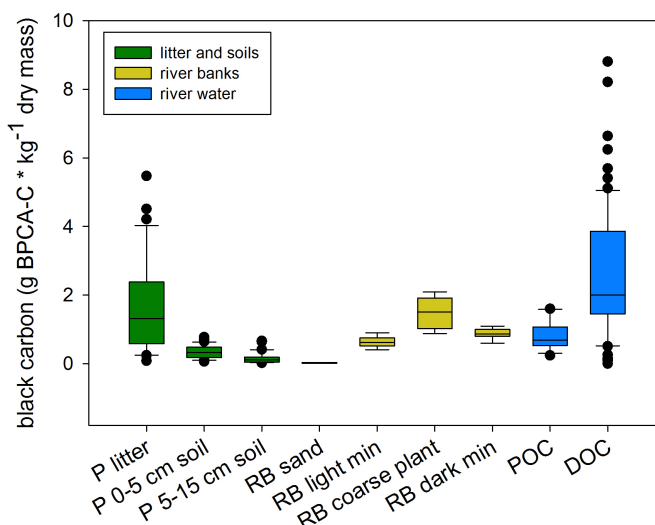 10
8
6
4
2
0
black carbon (g BPCA-C * kg⁻¹ dry mass)
litter and soils
river banks
river water
P litter
P 0-5 cm soil
P 5-15 cm soil
RB sand
RB light min
RB coarse plant
RB dark min
POC
DOC